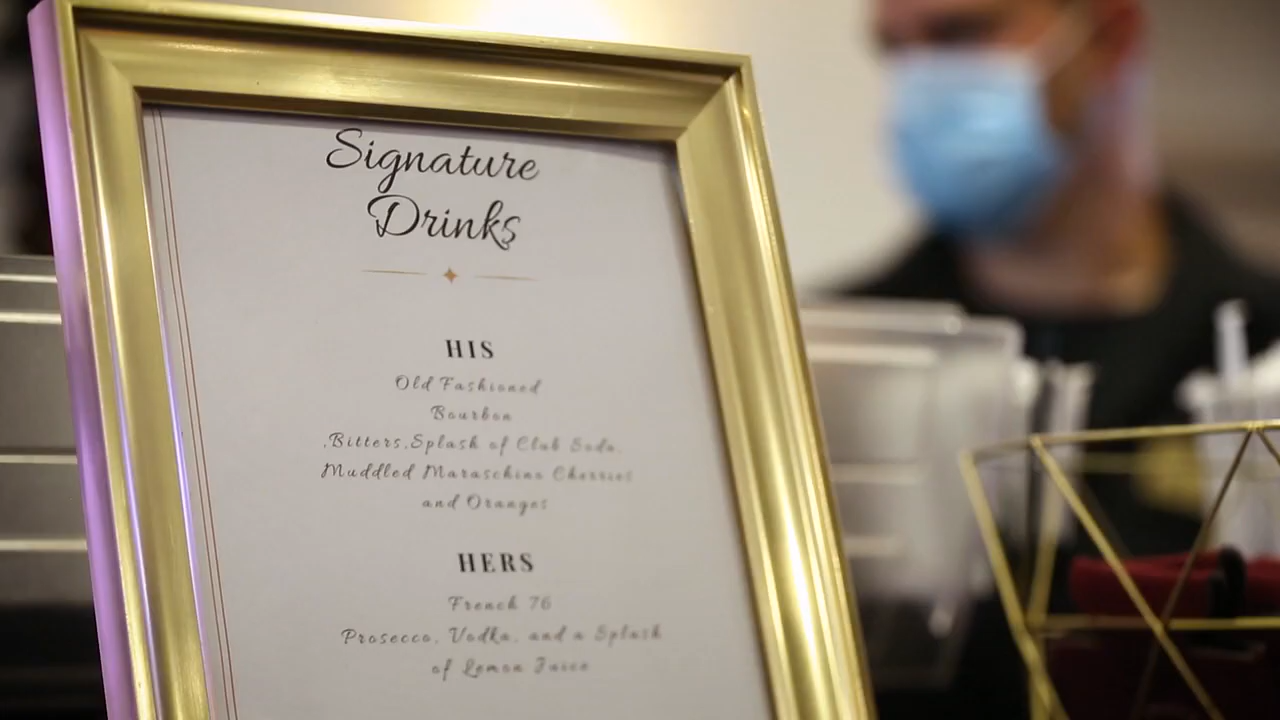 Signature
Drinks
HIS
Old Fashioned
Bourbon
,Bitters,Splash of Club Soda,
Muddled Maraschino Cherries
and Oranges
HERS
French 76
Prosecco, Vodka, and a Splash
of Lemon Juice